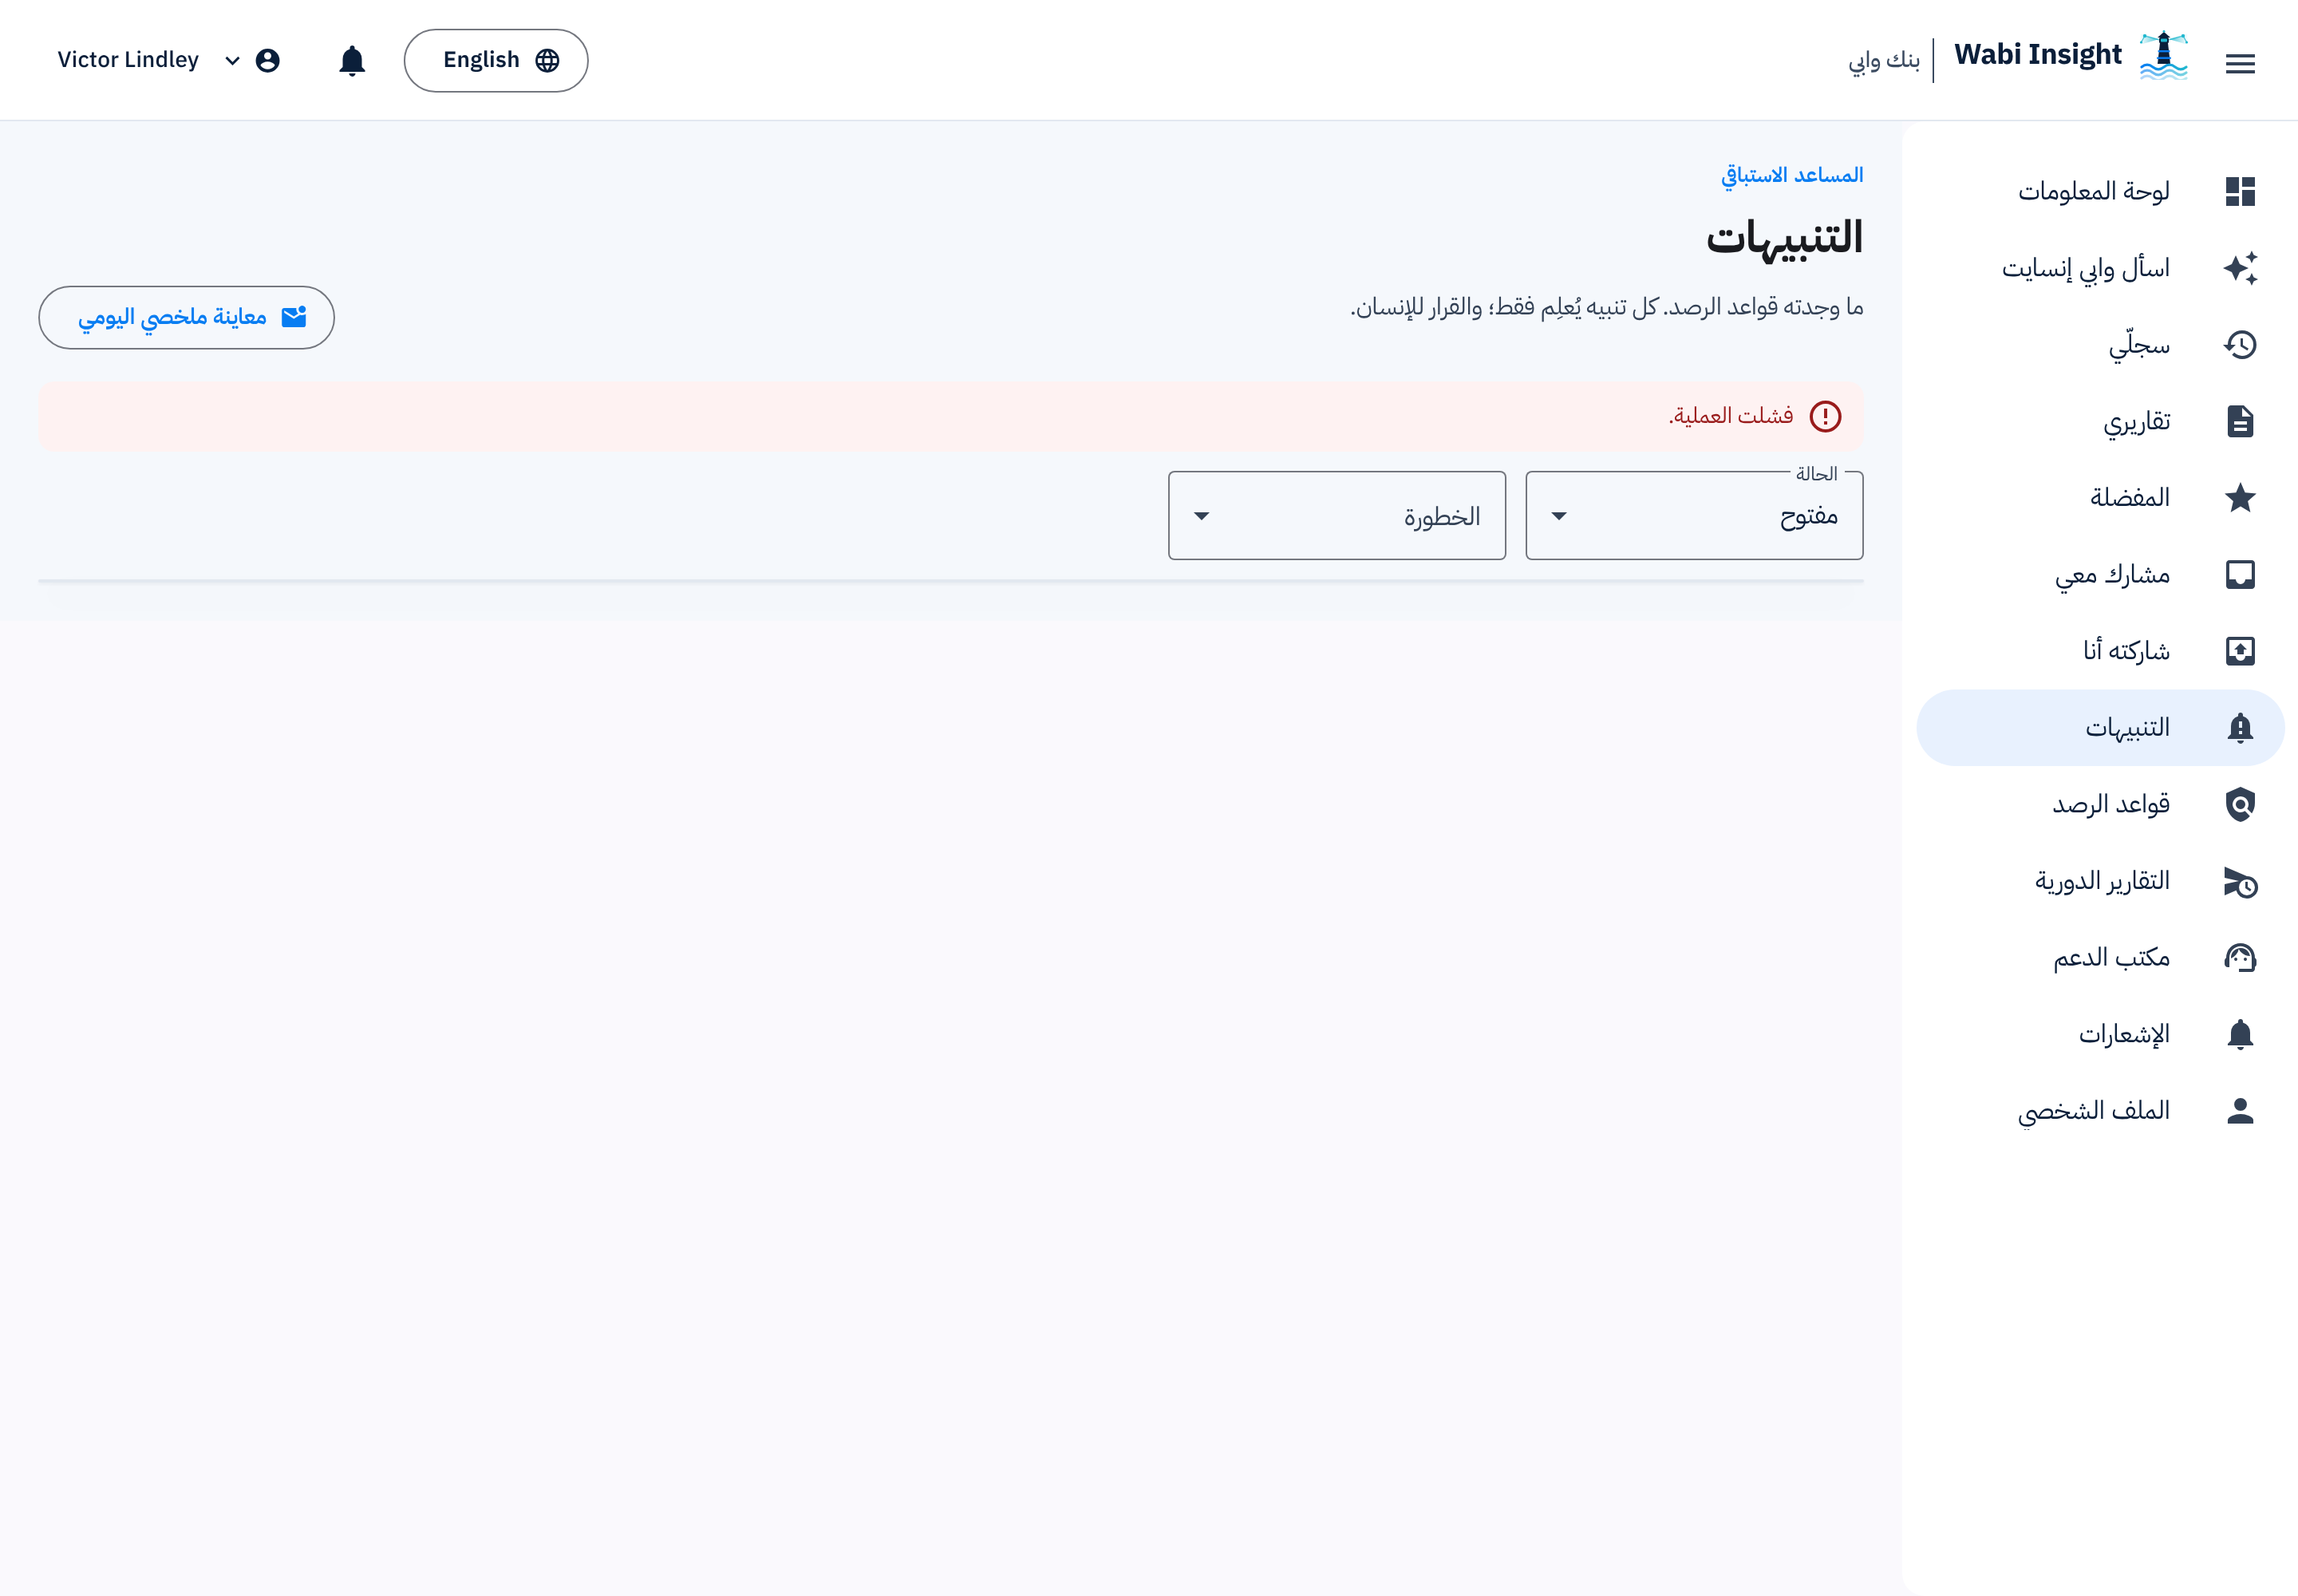 Wabi Insight
بنك وابي
English
Victor Lindley
لوحة المعلومات
اسأل وابي إنسايت
سجلّي
تقاريري
المفضلة
مشارك معي
شاركته أنا
التنبيهات
قواعد الرصد
التقارير الدورية
مكتب الدعم
الإشعارات
الملف الشخصي
المساعد الاستباقي
التنبيهات
ما وجدته قواعد الرصد. كل تنبيه يُعلِم فقط؛ والقرار للإنسان.
معاينة ملخصي اليومي
فشلت العملية.
الحالة
مفتوح
الخطورة